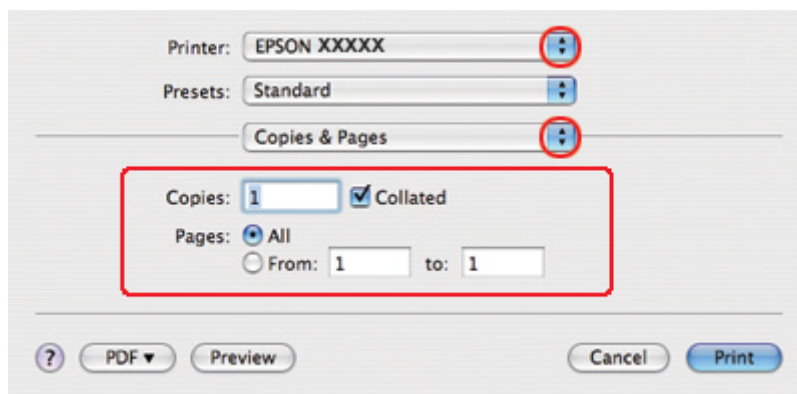 Printer: EPSON XXXXX
Presets: Standard
Copies & Pages
Copies: 1 Collated
Pages: All
From: 1 to: 1
? PDF ▼ Preview Cancel Print